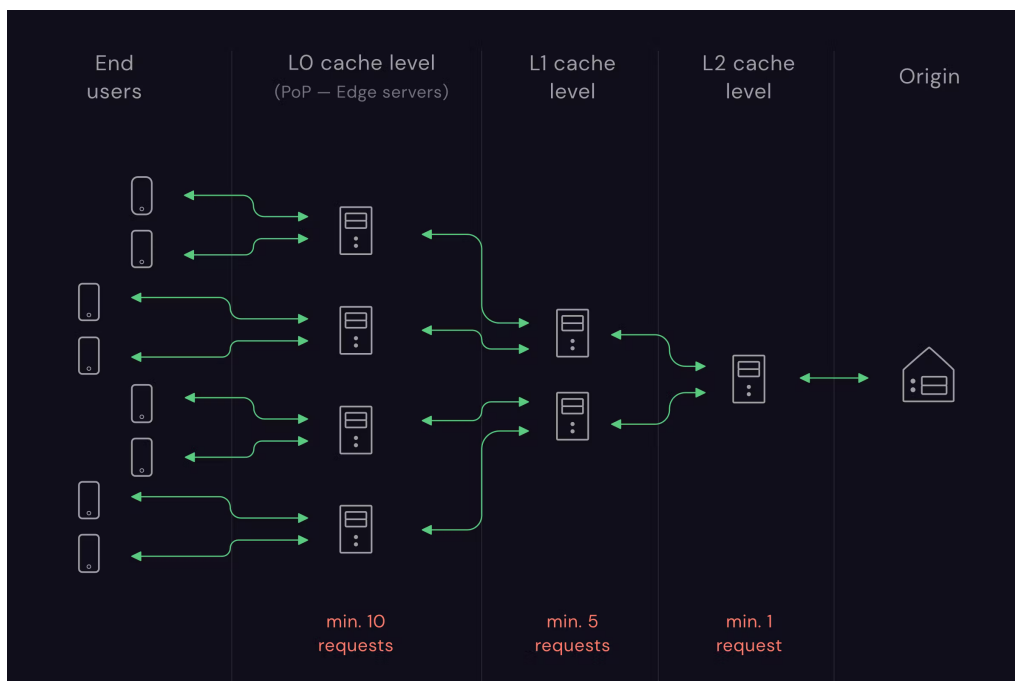 End
users
L0 cache level
(PoP — Edge servers)
L1 cache
level
L2 cache
level
Origin
min. 10
requests
min. 5
requests
min. 1
request